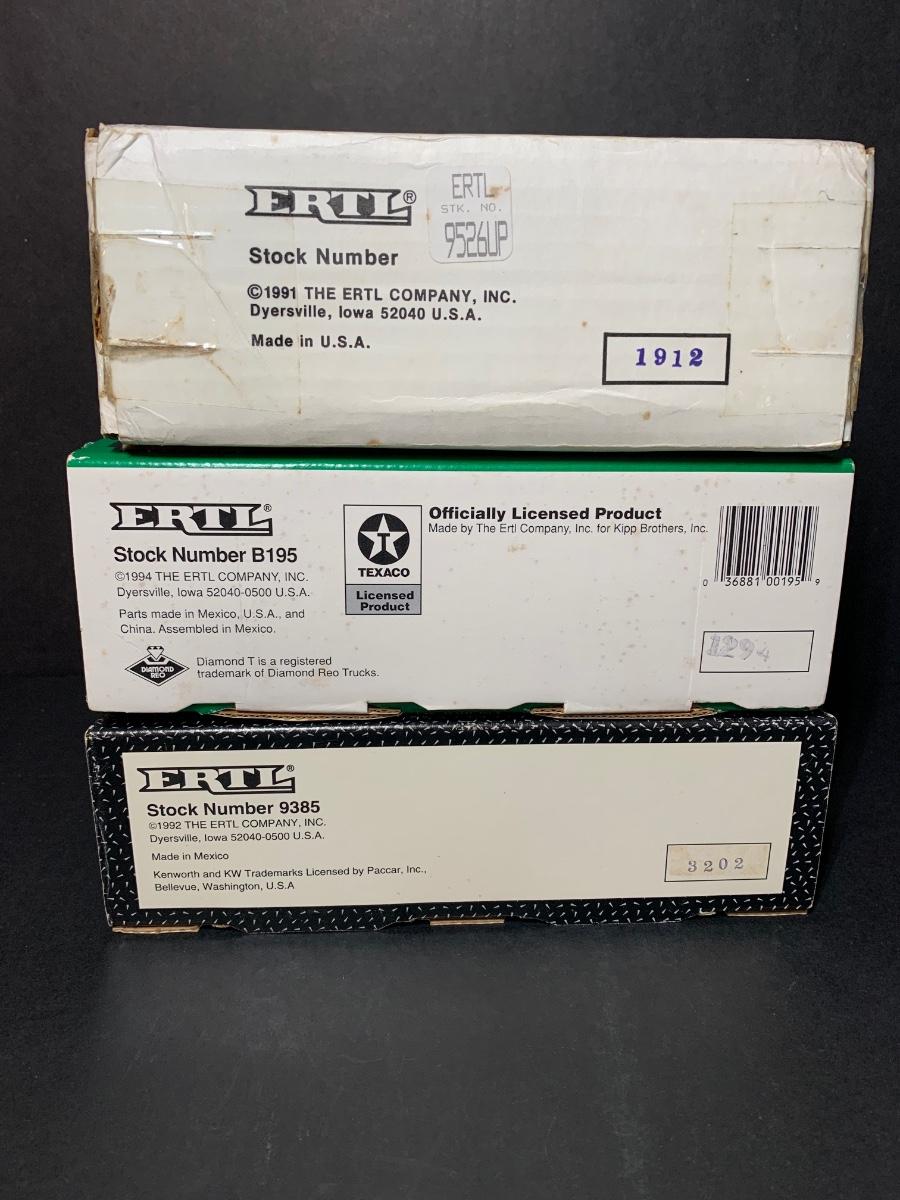 ERTL®
ERTL
STK. NO.
9526UP
Stock Number
©1991 THE ERTL COMPANY, INC.
Dyersville, Iowa 52040 U.S.A.
Made in U.S.A.
1912
ERTL®
Stock Number B195
©1994 THE ERTL COMPANY, INC.
Dyersville, Iowa 52040-0500 U.S.A.
Parts made in Mexico, U.S.A., and
China. Assembled in Mexico.
DIAMOND
REO
Diamond T is a registered
trademark of Diamond Reo Trucks.
T
TEXACO
Licensed
Product
Officially Licensed Product
Made by The Ertl Company, Inc. for Kipp Brothers, Inc.
0 36881 00195 9
1294
ERTL®
Stock Number 9385
©1992 THE ERTL COMPANY, INC.
Dyersville, Iowa 52040-0500 U.S.A.
Made in Mexico
Kenworth and KW Trademarks Licensed by Paccar, Inc.,
Bellevue, Washington, U.S.A
3202